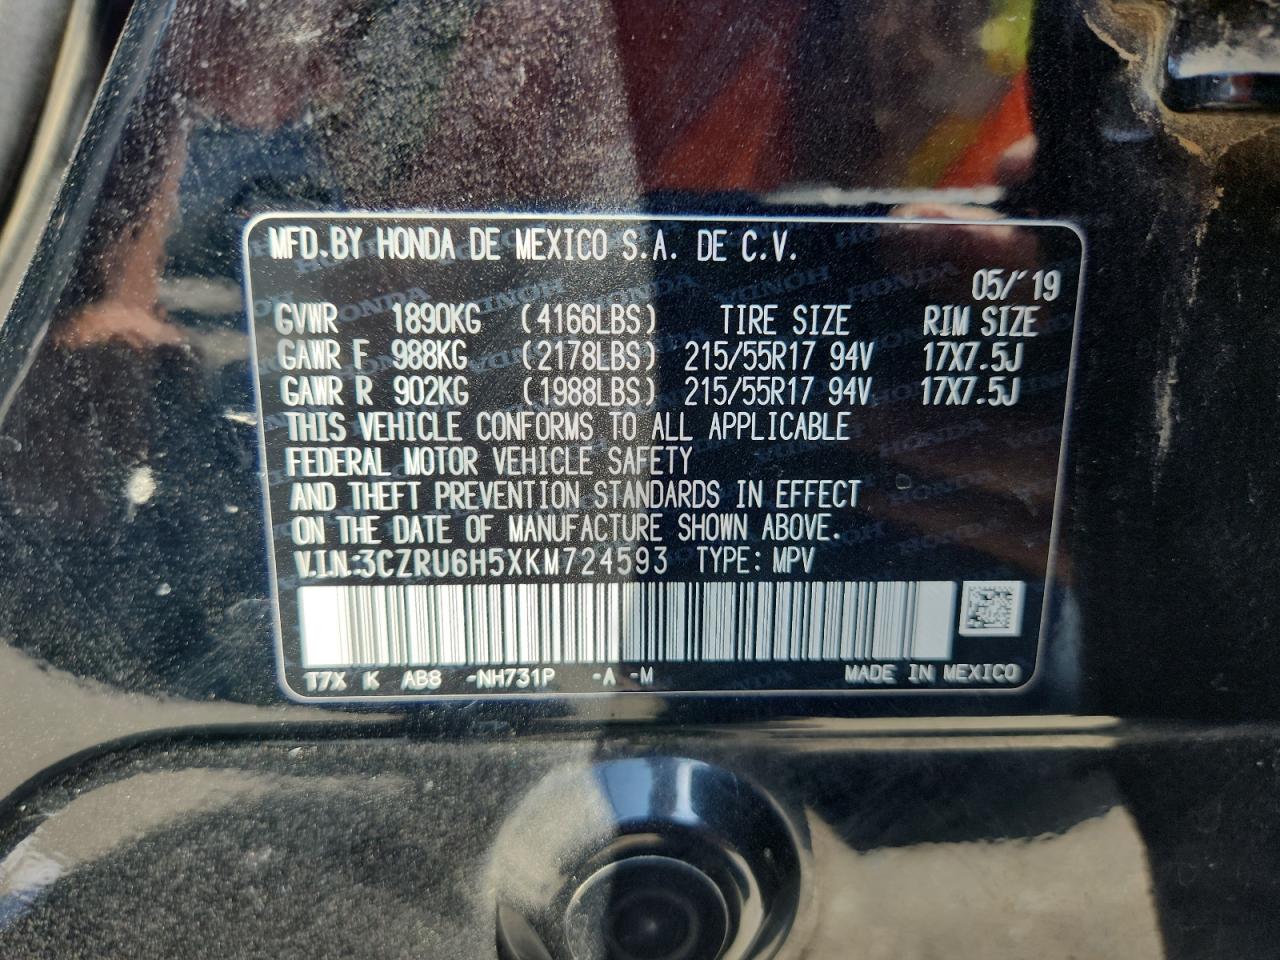 MFD.BY HONDA DE MEXICO S.A. DE C.V.
05/'19
GVWR 1890KG (4166LBS) TIRE SIZE RIM SIZE
GAWR F 988KG (2178LBS) 215/55R17 94V 17X7.5J
GAWR R 902KG (1988LBS) 215/55R17 94V 17X7.5J
THIS VEHICLE CONFORMS TO ALL APPLICABLE
FEDERAL MOTOR VEHICLE SAFETY
AND THEFT PREVENTION STANDARDS IN EFFECT
ON THE DATE OF MANUFACTURE SHOWN ABOVE.
V.I.N.:3CZRU6H5XKM724593 TYPE: MPV
T7X K AB8 -NH731P -A -M MADE IN MEXICO